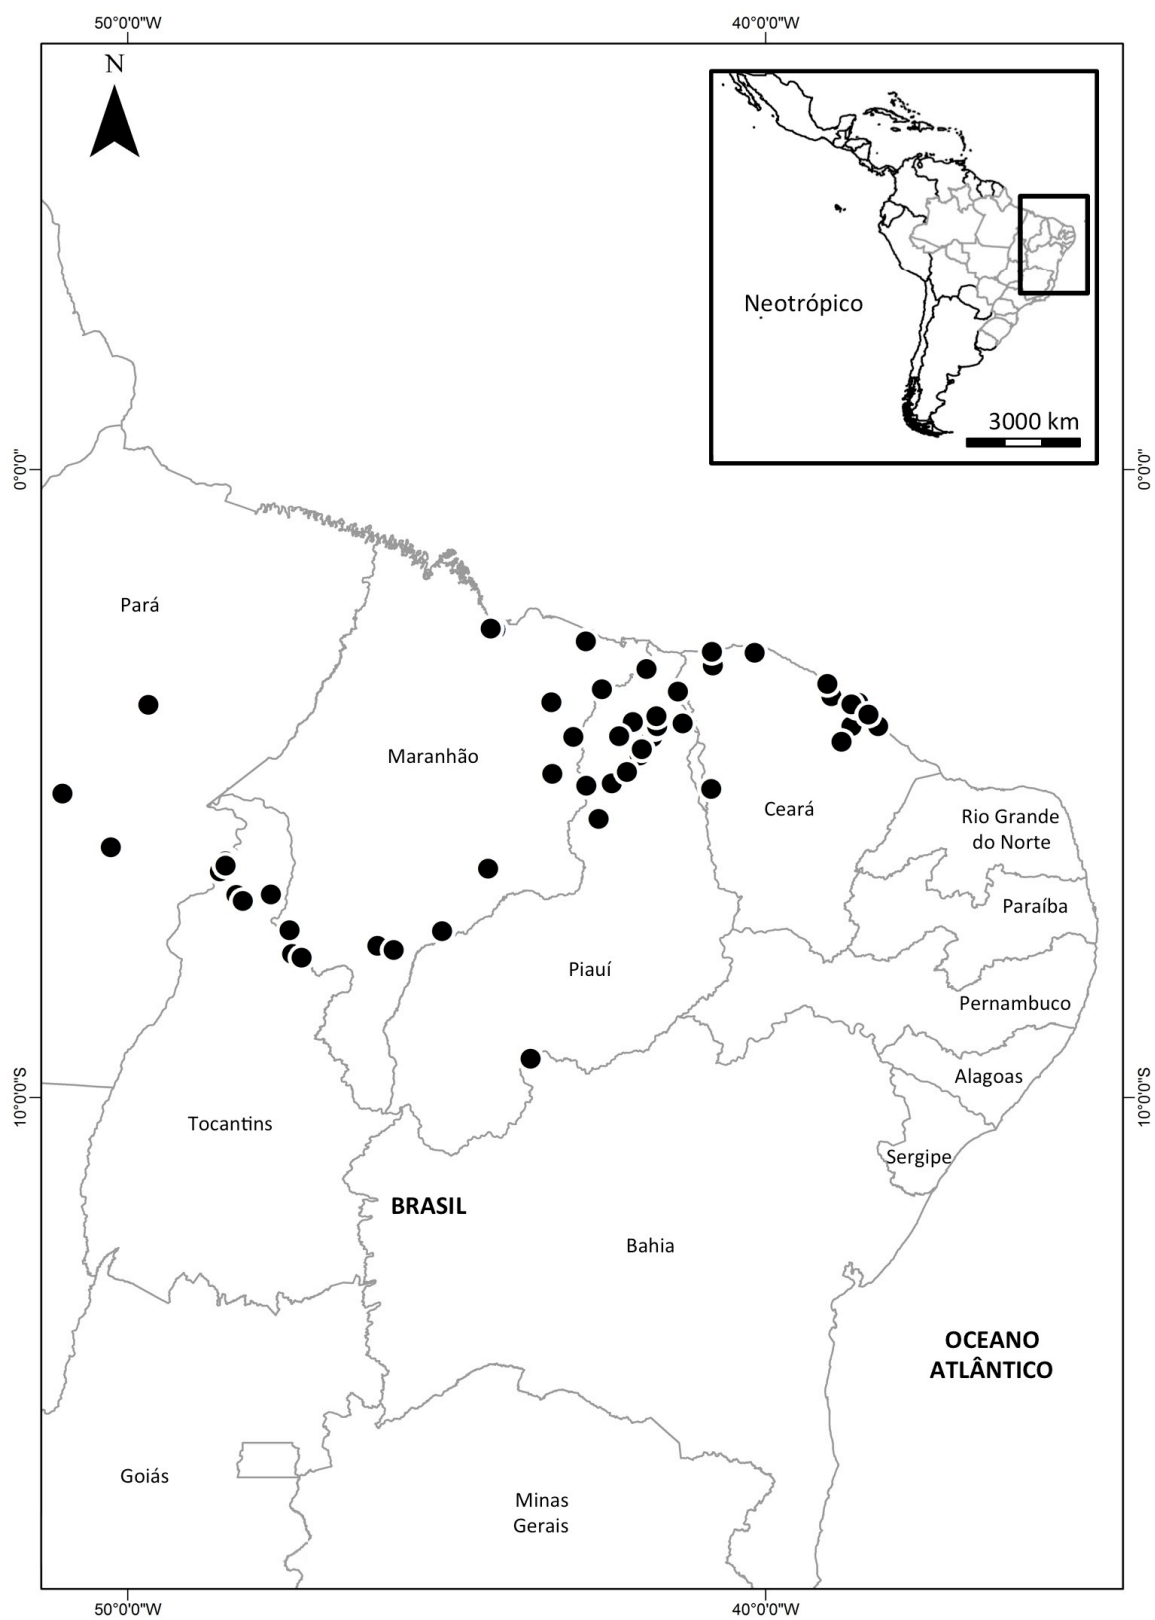 50°0'0"W
40°0'0"W
N
Neotrópico
3000 km
0°0'0"
0°0'0"
Pará
Maranhão
Ceará
Rio Grande
do Norte
Paraíba
Piauí
Pernambuco
Alagoas
10°0'0"S
10°0'0"S
Tocantins
Sergipe
BRASIL
Bahia
OCEANO
ATLÂNTICO
Goiás
Minas
Gerais
50°0'0"W
40°0'0"W